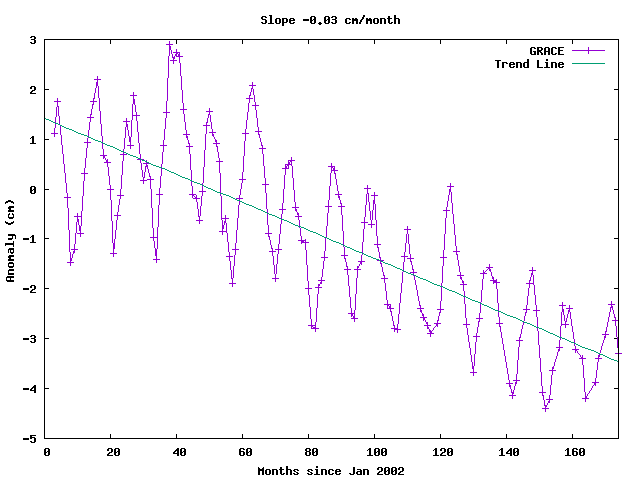 Slope -0.03 cm/month
GRACE
Trend Line
3
2
1
0
-1
-2
-3
-4
-5
Anomaly (cm)
0 20 40 60 80 100 120 140 160
Months since Jan 2002